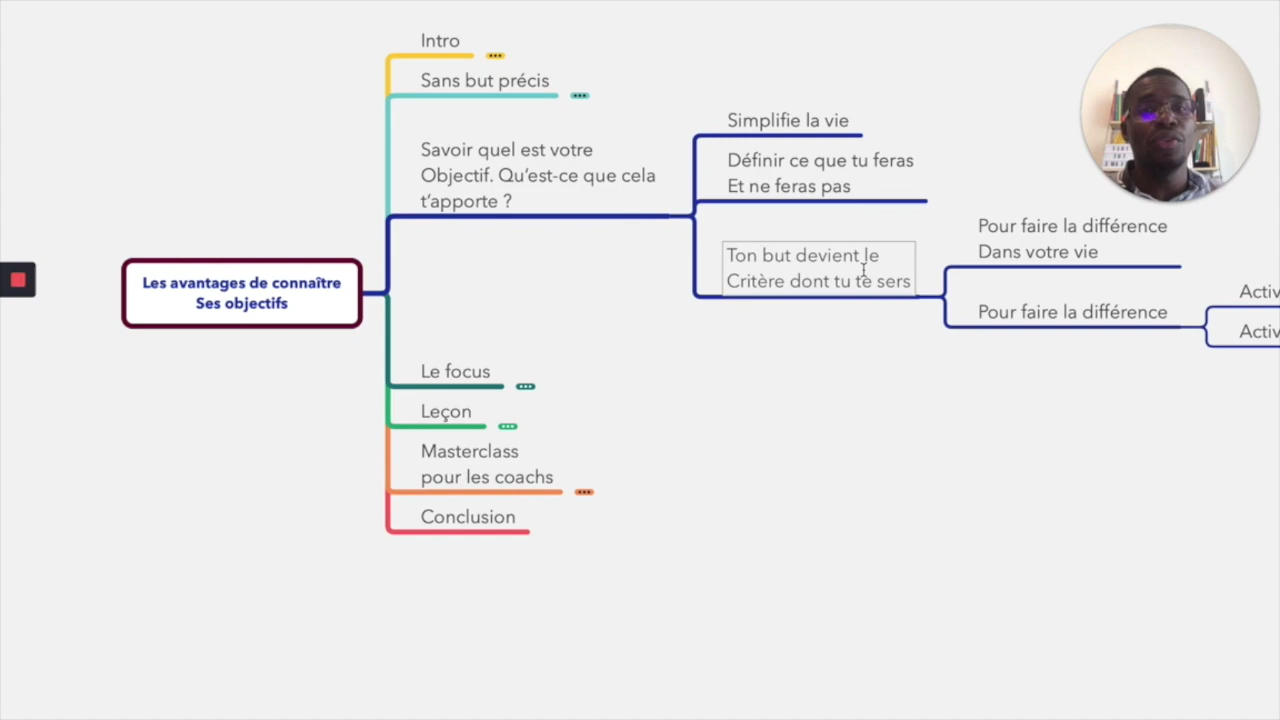 Intro
Sans but précis
Savoir quel est votre
Objectif. Qu'est-ce que cela
t'apporte ?
Simplifie la vie
Définir ce que tu feras
Et ne feras pas
Ton but devient le
Critère dont tu te sers
Pour faire la différence
Dans votre vie
Pour faire la différence
Activ
Activ
Les avantages de connaître
Ses objectifs
Le focus
Leçon
Masterclass
pour les coachs
Conclusion